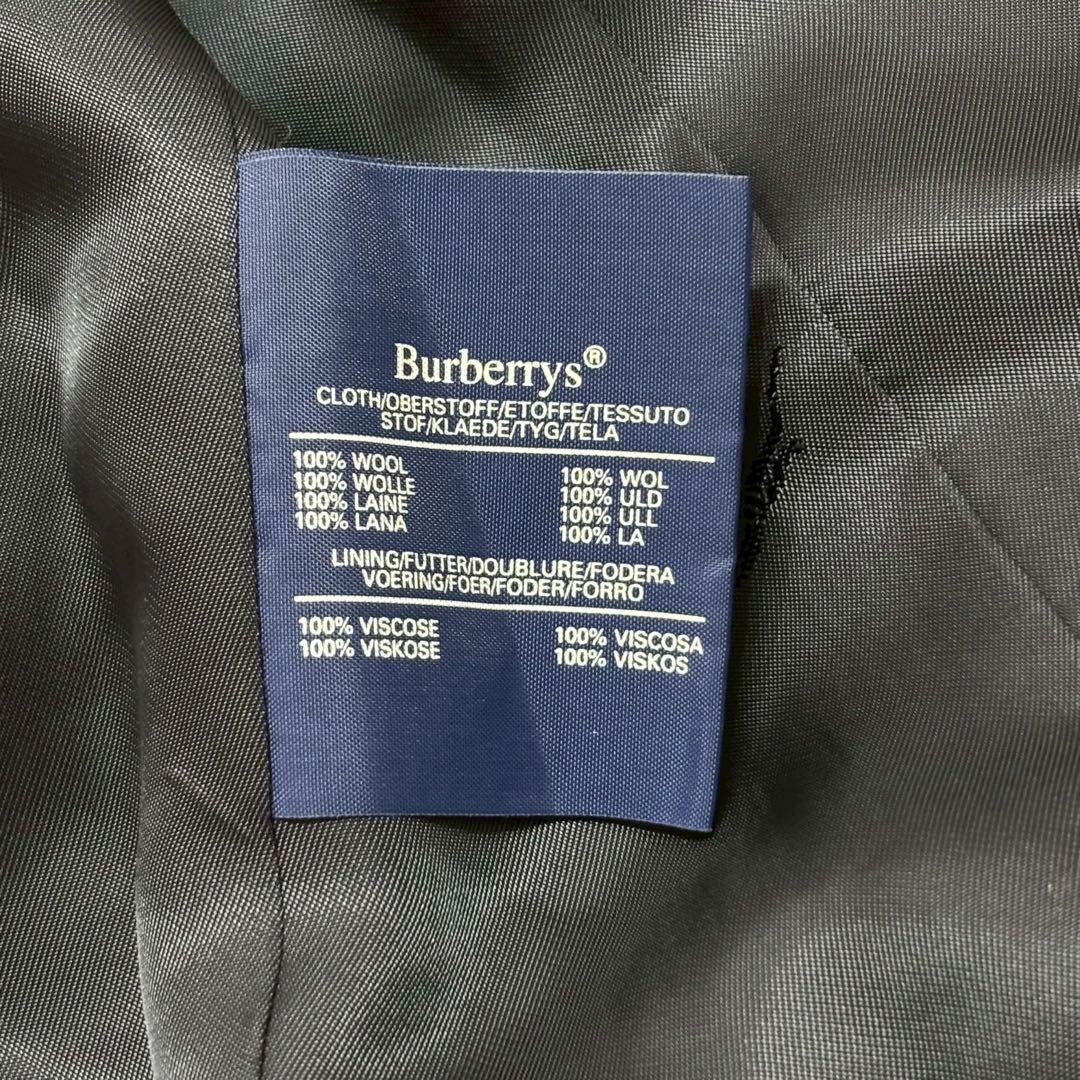 Burberrys®
CLOTH/OBERSTOFF/ETOFFE/TESSUTO
STOF/KLAEDE/TYG/TELA
100% WOOL
100% WOLLE
100% LAINE
100% LANA
100% WOL
100% ULD
100% ULL
100% LA
LINING/FUTTER/DOUBLURE/FODERA
VOERING/FOER/FODER/FORRO
100% VISCOSE
100% VISKOSE
100% VISCOSA
100% VISKOS